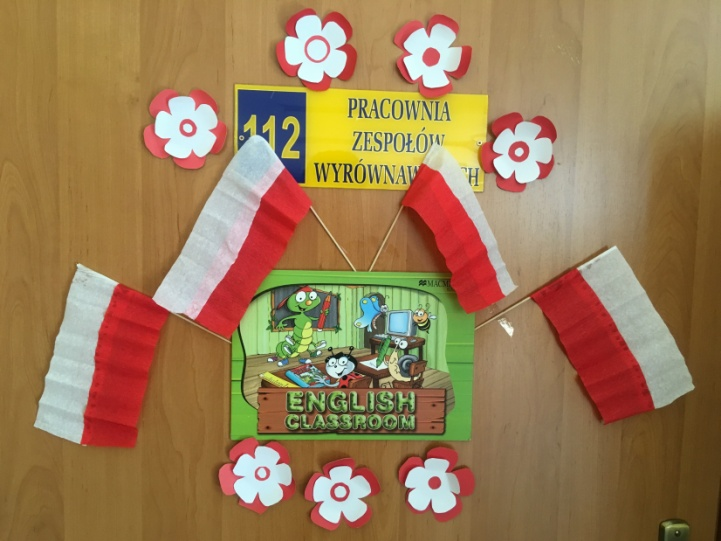 112
PRACOWNIA
ZESPOŁÓW
ENGLISH
CLASSROOM